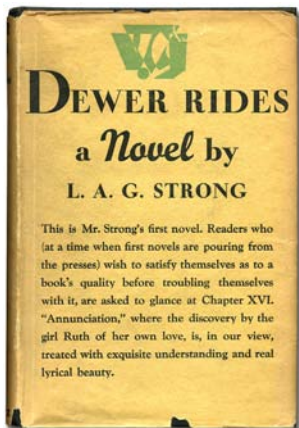 VG
DEWER RIDES
a Novel by
L. A. G. STRONG
This is Mr. Strong's first novel. Readers who
(at a time when first novels are pouring from
the presses) wish to satisfy themselves as to a
book's quality before troubling themselves
with it, are asked to glance at Chapter XVI.
"Annunciation," where the discovery by the
girl Ruth of her own love, is, in our view,
treated with exquisite understanding and real
lyrical beauty.